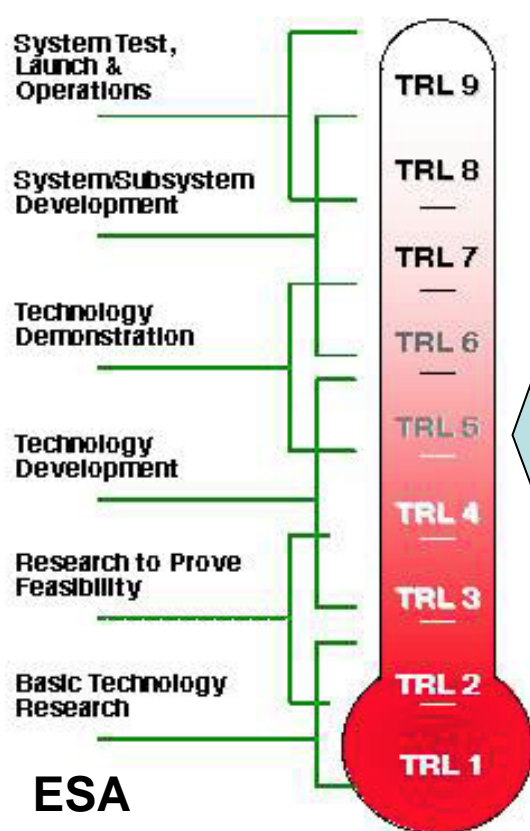 System Test,
Launch &
Operations
System/Subsystem
Development
Technology
Demonstration
Technology
Development
Research to Prove
Feasibility
Basic Technology
Research
ESA
TRL 9
TRL 8
TRL 7
TRL 6
TRL 5
TRL 4
TRL 3
TRL 2
TRL 1